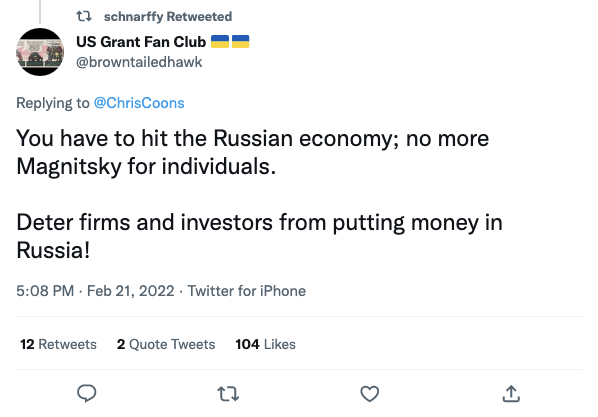 schnarffy Retweeted
US Grant Fan Club 🇺🇦🇺🇦
@browntailedhawk
Replying to @ChrisCoons
You have to hit the Russian economy; no more
Magnitsky for individuals.
Deter firms and investors from putting money in
Russia!
5:08 PM · Feb 21, 2022 · Twitter for iPhone
12 Retweets 2 Quote Tweets 104 Likes